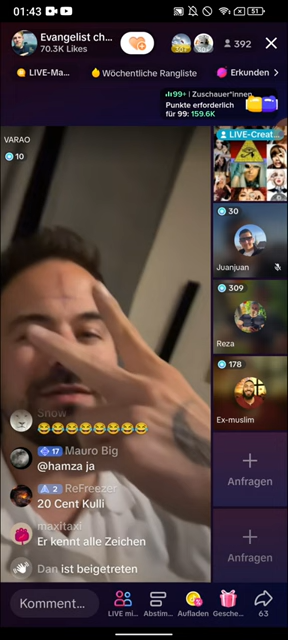 01:43
51
Evangelist ch...
70.3K Likes
392
LIVE-Ma...
Wöchentliche Rangliste
Erkunden
99+ | Zuschauer*innen
Punkte erforderlich
für 99: 159.6K
VARAO
10
LIVE-Creat...
30
Juanjuan
309
Reza
178
Ex-muslim
Anfragen
Anfragen
Snow
😂😂😂😂😂😂😂😂
17 Mauro Big
@hamza ja
2 ReFreezer
20 Cent Kulli
maxitaxi
Er kennt alle Zeichen
Dan ist beigetreten
Komment...
LIVE mi...
Abstim...
Aufladen
Gesche...
63